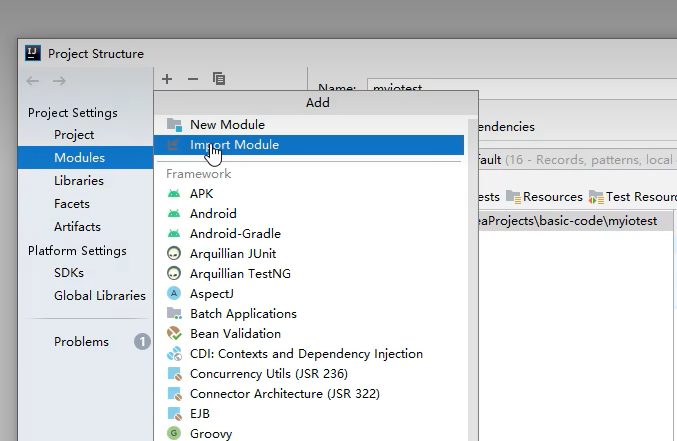 IJ Project Structure
Name: myiotest
Add
Project Settings
Project
Modules
Libraries
Facets
Artifacts
Platform Settings
SDKs
Global Libraries
Problems 1
New Module
Import Module
Framework
APK
Android
Android-Gradle
Arquillian JUnit
Arquillian TestNG
A AspectJ
Batch Applications
Bean Validation
CDI: Contexts and Dependency Injection
Concurrency Utils (JSR 236)
Connector Architecture (JSR 322)
EJB
G Groovy
endencies
fault (16 - Records, patterns, local
ests Resources Test Resour
eaProjects\basic-code\myiotest